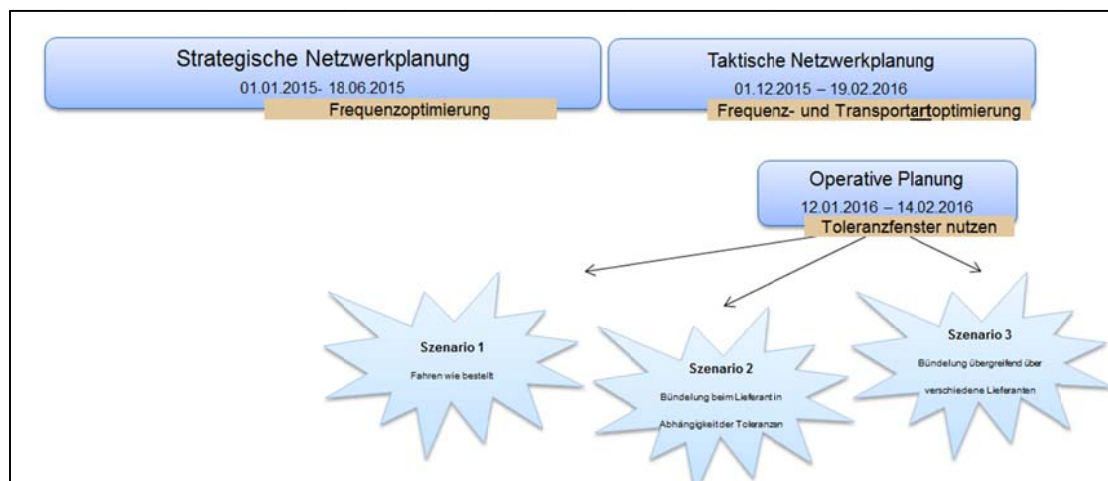 Strategische Netzwerkplanung
01.01.2015- 18.06.2015
Frequenzoptimierung
Taktische Netzwerkplanung
01.12.2015 – 19.02.2016
Frequenz- und Transportartoptimierung
Operative Planung
12.01.2016 – 14.02.2016
Toleranzfenster nutzen
Szenario 1
Fahren wie bestellt
Szenario 2
Bündelung beim Lieferant in
Abhängigkeit der Toleranzen
Szenario 3
Bündelung übergreifend über
verschiedene Lieferanten